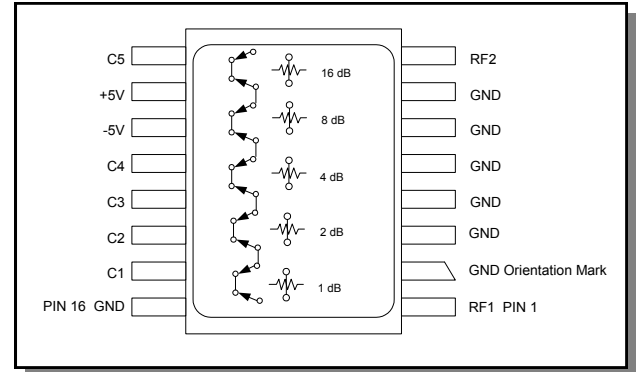 C5
+5V
-5V
C4
C3
C2
C1
PIN 16 GND
16 dB
8 dB
4 dB
2 dB
1 dB
RF2
GND
GND
GND
GND
GND
GND Orientation Mark
RF1 PIN 1